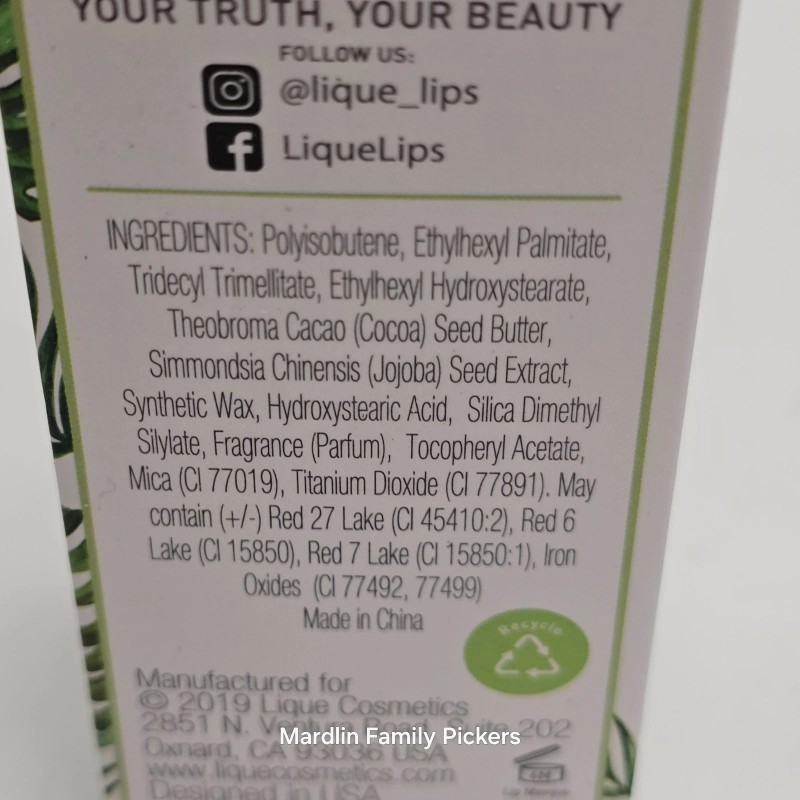 YOUR TRUTH, YOUR BEAUTY
FOLLOW US:
@lique_lips
LiqueLips
INGREDIENTS: Polyisobutene, Ethylhexyl Palmitate,
Tridecyl Trimellitate, Ethylhexyl Hydroxystearate,
Theobroma Cacao (Cocoa) Seed Butter,
Simmondsia Chinensis (Jojoba) Seed Extract,
Synthetic Wax, Hydroxystearic Acid, Silica Dimethyl
Silylate, Fragrance (Parfum), Tocopheryl Acetate,
Mica (CI 77019), Titanium Dioxide (CI 77891). May
contain (+/-) Red 27 Lake (CI 45410:2), Red 6
Lake (CI 15850), Red 7 Lake (CI 15850:1), Iron
Oxides (CI 77492, 77499)
Made in China
Recycle
Manufactured for
© 2019 Lique Cosmetics
2851 N. Ventura Road, Suite 202
Mardlin Family Pickers
Oxnard, CA 93036 USA
www.liquecosmetics.com
Designed in USA